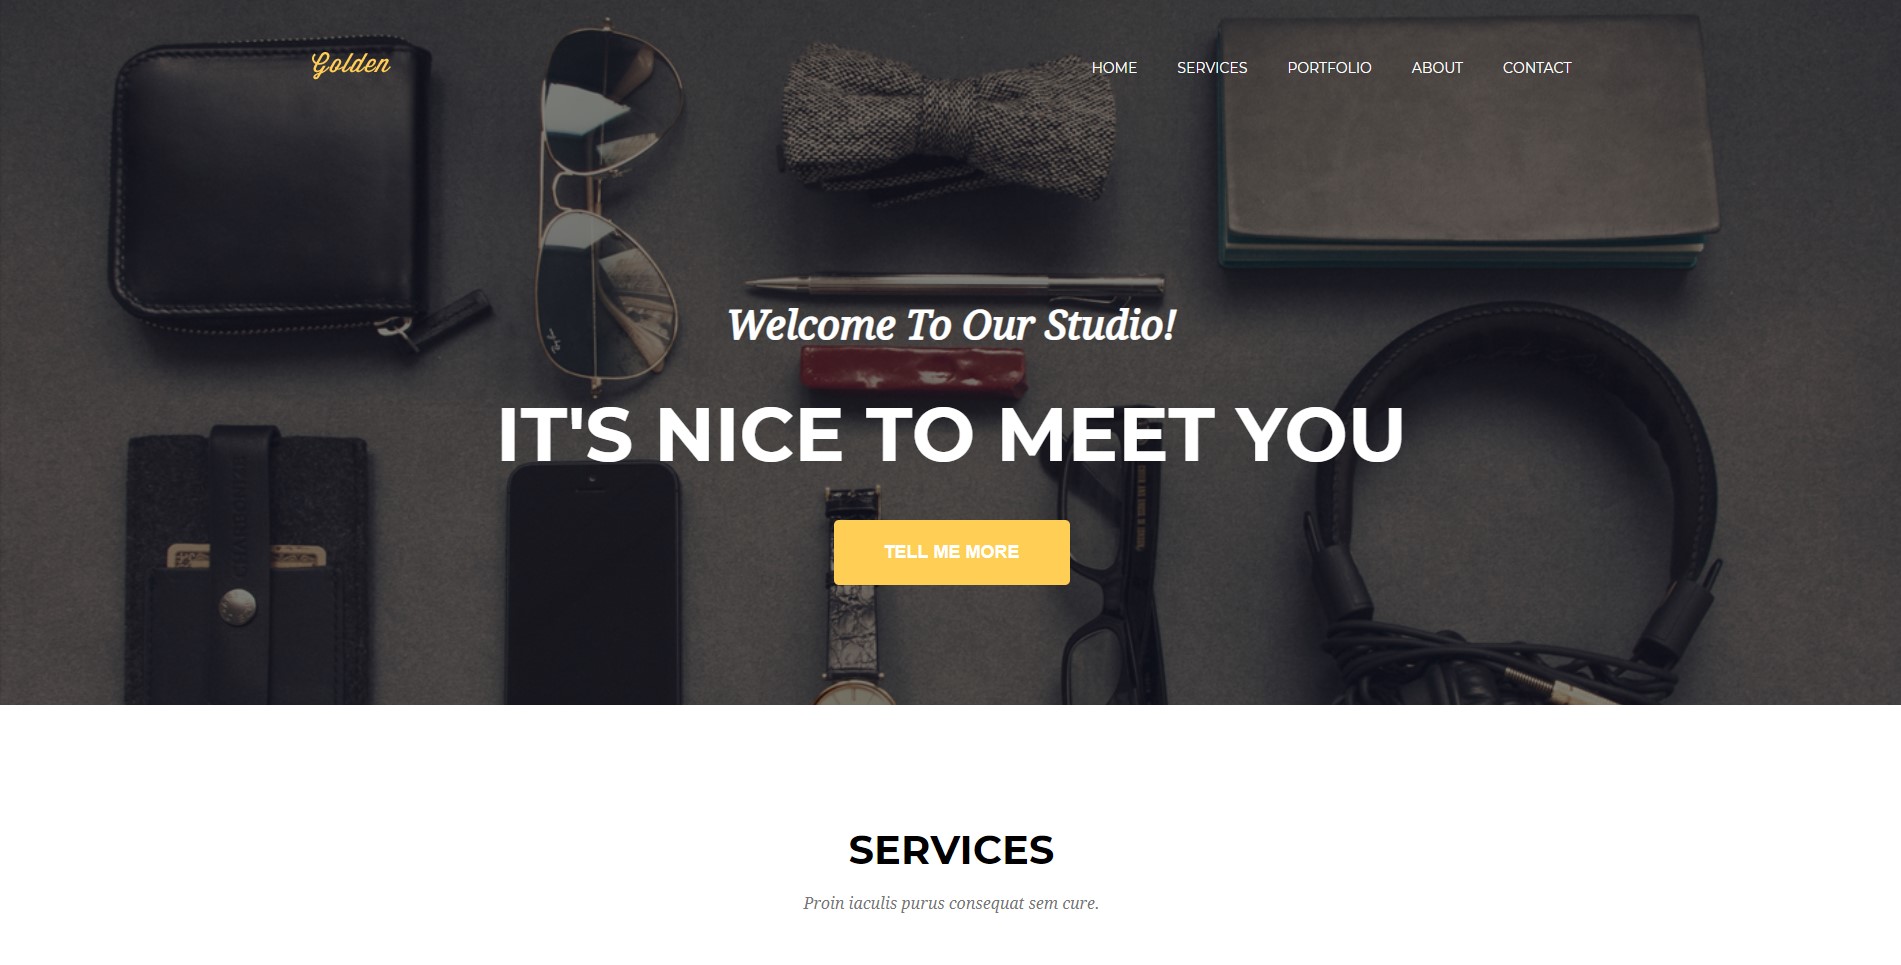 Golden
HOME SERVICES PORTFOLIO ABOUT CONTACT
Welcome To Our Studio!
IT'S NICE TO MEET YOU
TELL ME MORE
SERVICES
Proin iaculis purus consequat sem cure.